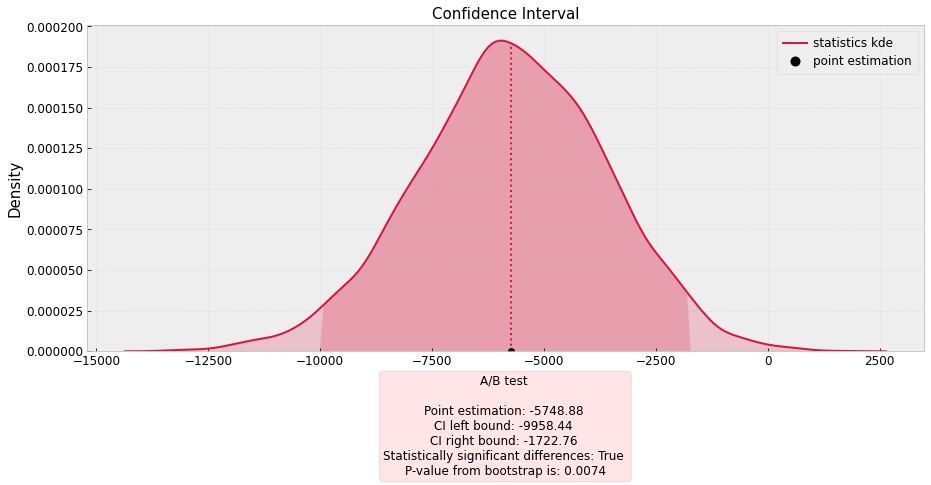 Confidence Interval
statistics kde
point estimation
Density
0.000200
0.000175
0.000150
0.000125
0.000100
0.000075
0.000050
0.000025
0.000000
−15000 −12500 −10000 −7500 −5000 −2500 0 2500
A/B test
Point estimation: -5748.88
CI left bound: -9958.44
CI right bound: -1722.76
Statistically significant differences: True
P-value from bootstrap is: 0.0074